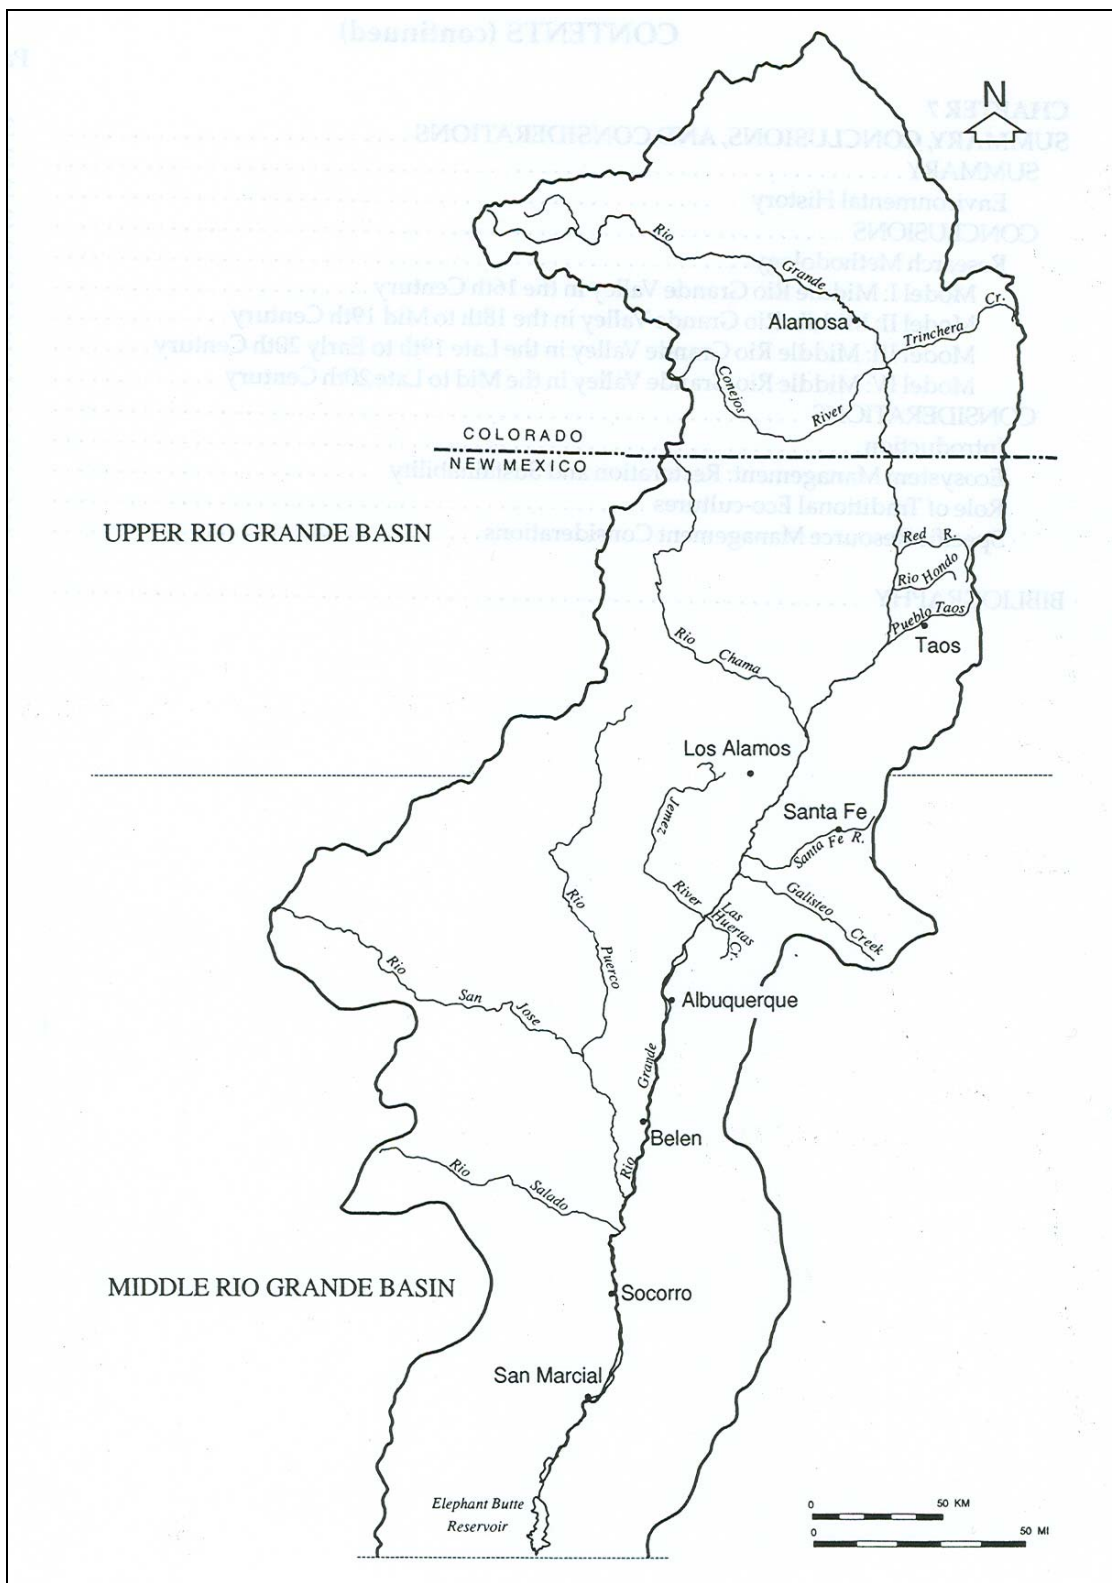 N
Rio Grande
Alamosa
Trinchera Cr.
Conejos River
COLORADO
NEW MEXICO
UPPER RIO GRANDE BASIN
Red R.
Rio Hondo
Pueblo Taos
Taos
Rio Chama
Los Alamos
Jemez River
Santa Fe
Santa Fe R.
Galisteo Creek
Las Huertas Cr.
Rio Puerco
Rio San Jose
Albuquerque
Rio Grande
Belen
Rio Salado
MIDDLE RIO GRANDE BASIN
Socorro
San Marcial
Elephant Butte
Reservoir
0 50 KM
0 50 MI